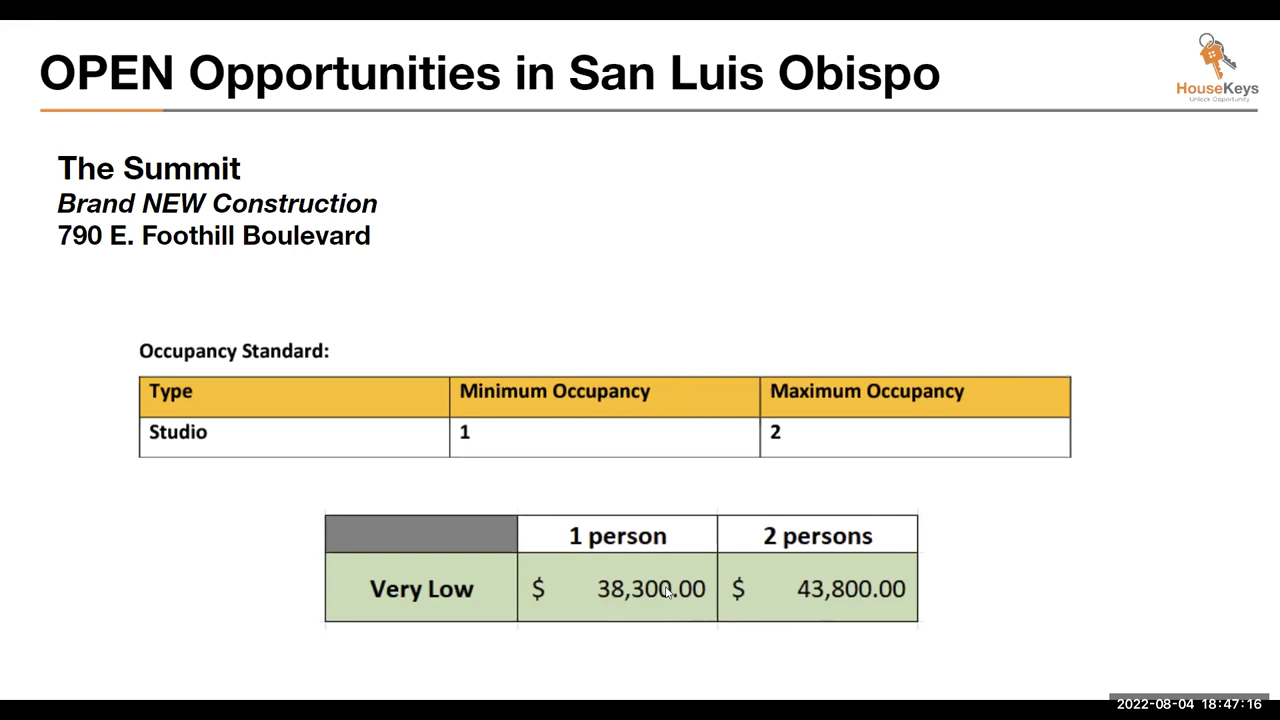 OPEN Opportunities in San Luis Obispo
HouseKeys
Unlock Opportunity
The Summit
Brand NEW Construction
790 E. Foothill Boulevard
Occupancy Standard:
Type Minimum Occupancy Maximum Occupancy
Studio 1 2
1 person 2 persons
Very Low $ 38,300.00 $ 43,800.00
2022-08-04 18:47:16